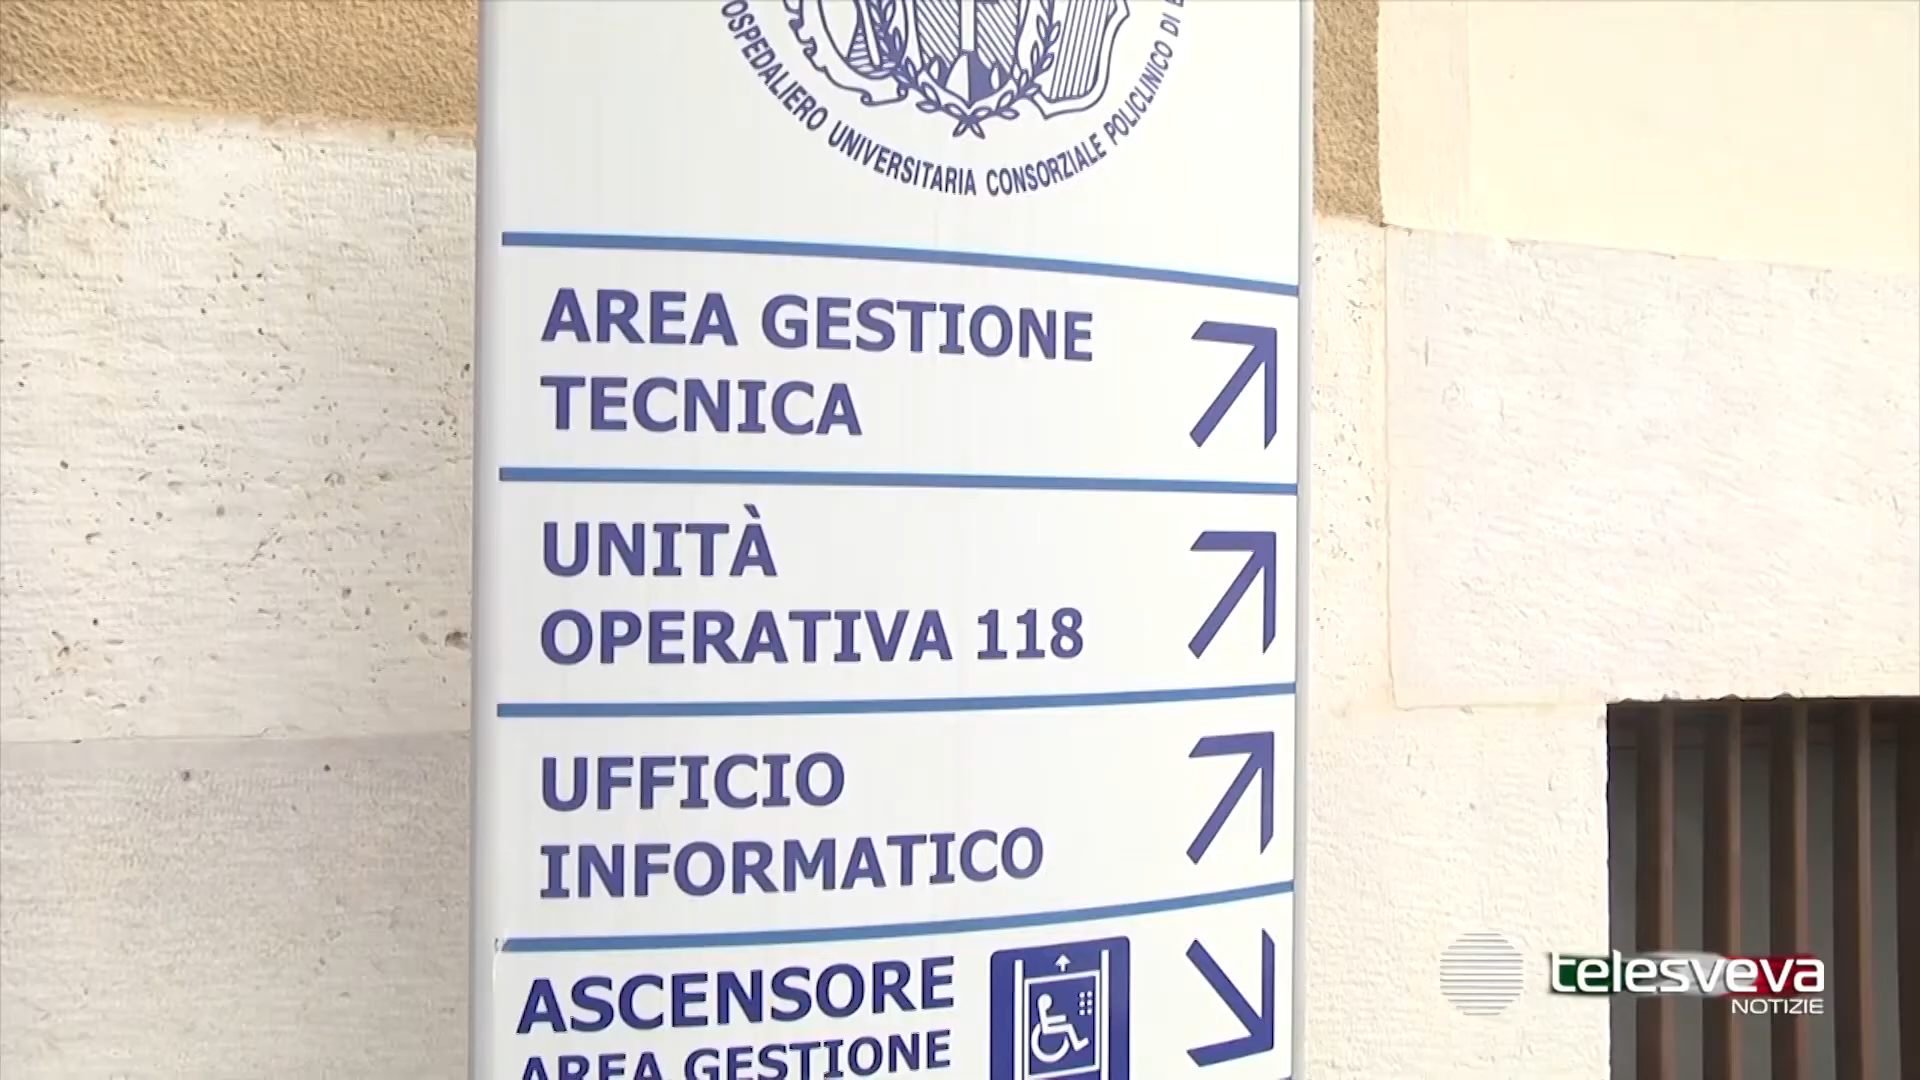 OSPEDALIERO UNIVERSITARIA CONSORZIALE POLICLINICO DI
AREA GESTIONE
TECNICA
UNITÀ
OPERATIVA 118
UFFICIO
INFORMATICO
ASCENSORE
AREA GESTIONE
telesveva
NOTIZIE